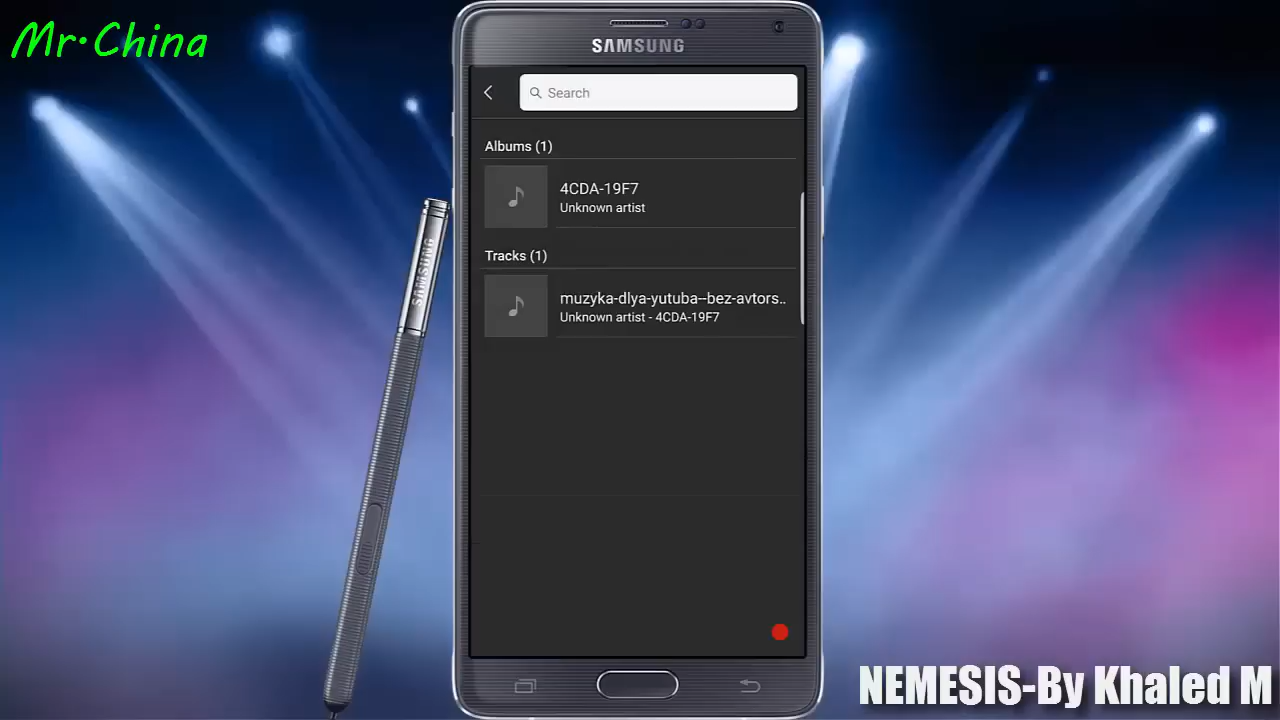 Mr.China
SAMSUNG
Search
Albums (1)
4CDA-19F7
Unknown artist
Tracks (1)
muzyka-dlya-yutuba--bez-avtors..
Unknown artist - 4CDA-19F7
SAMSUNG
NEMESIS-By Khaled M